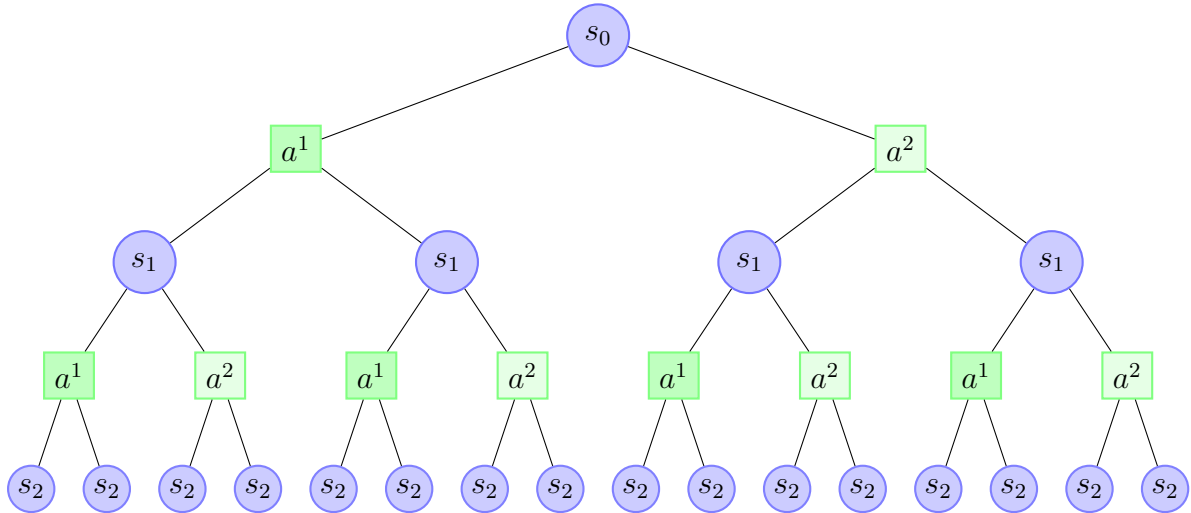 s₀
a¹ a²
s₁ s₁ s₁ s₁
a¹ a² a¹ a² a¹ a² a¹ a²
s₂ s₂ s₂ s₂ s₂ s₂ s₂ s₂ s₂ s₂ s₂ s₂ s₂ s₂ s₂ s₂